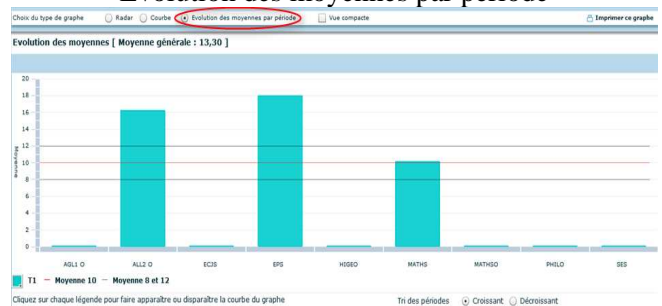 Evolution des moyennes par période
Choix du type de graphe Radar Courbe Evolution des moyennes par période Vue compacte Imprimer ce graphe
Evolution des moyennes [ Moyenne générale : 13,30 ]
20
18
16
14
12
10
8
6
4
2
0
Moyenne
AGL1 O ALL2 O ECJS EPS HIGEO MATHS MATHSO PHILO SES
T1 Moyenne 10 Moyenne 8 et 12
Cliquez sur chaque légende pour faire apparaître ou disparaître la courbe du graphe Tri des périodes Croissant Décroissant